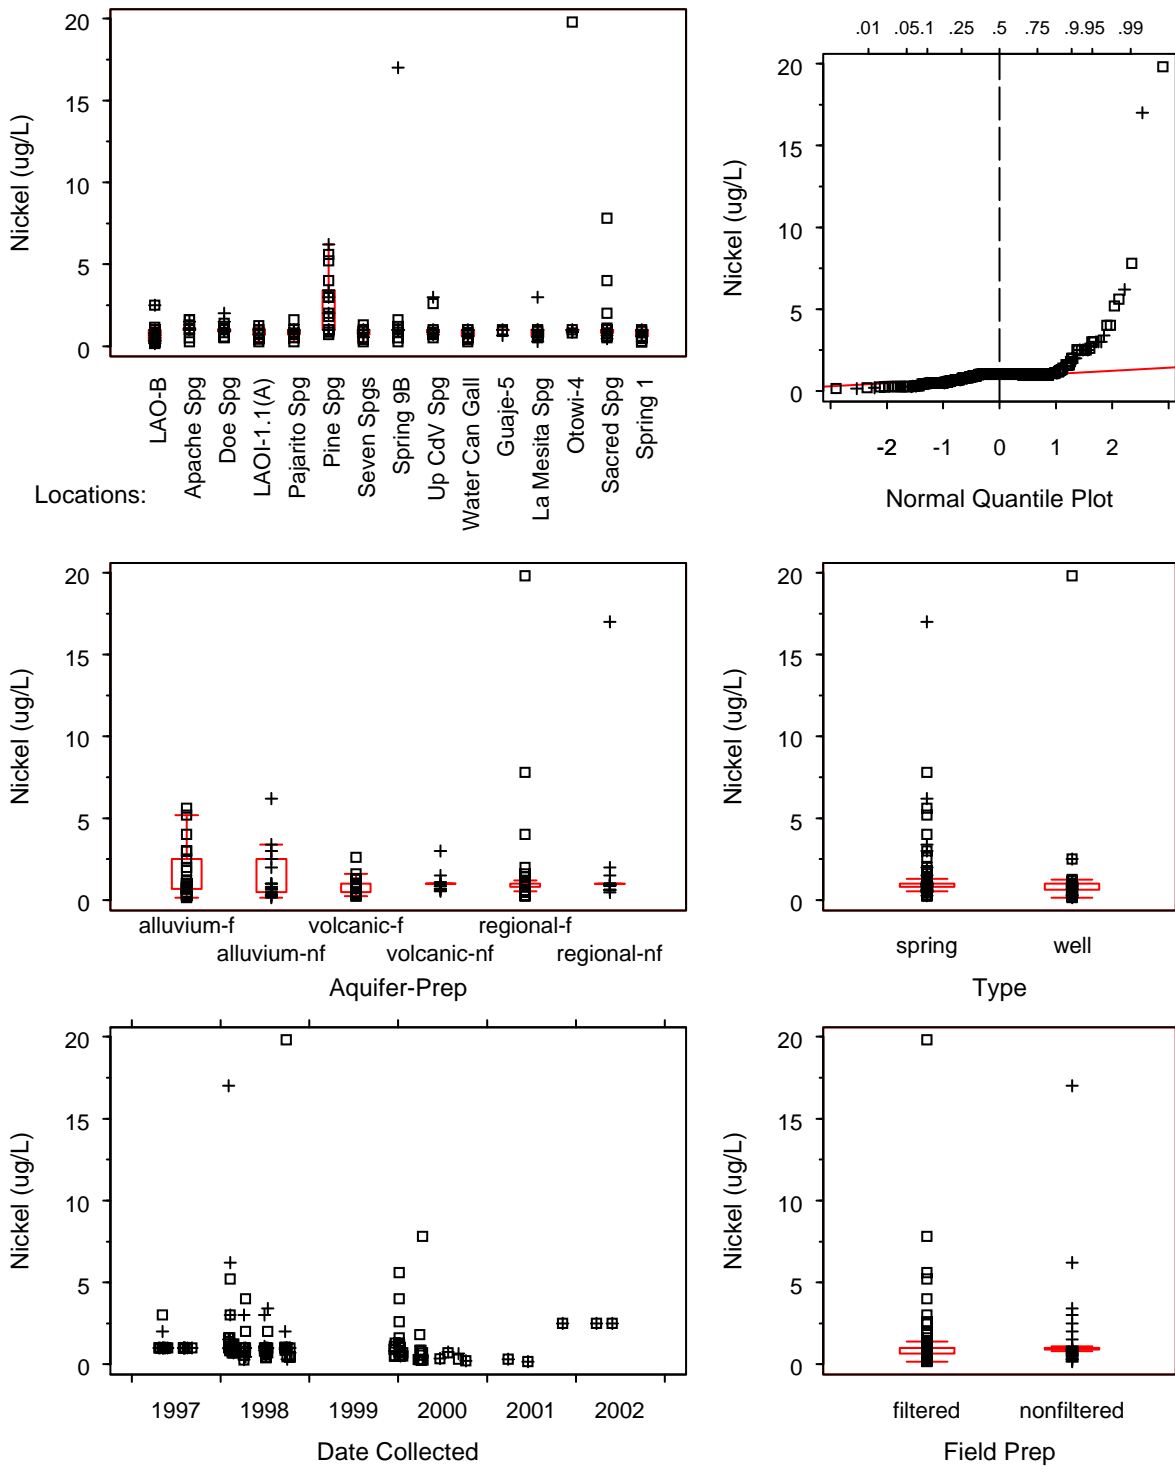 20
15
10
5
0
Nickel (ug/L)
LAO-B
Apache Spg
Doe Spg
LAOI-1.1(A)
Pajarito Spg
Pine Spg
Seven Spgs
Spring 9B
Up CdV Spg
Water Can Gall
Guaje-5
La Mesita Spg
Otowi-4
Sacred Spg
Spring 1
Locations:
.01 .05 .1 .25 .5 .75 .9 .95 .99
20
15
10
5
0
Nickel (ug/L)
-2 -1 0 1 2
Normal Quantile Plot
20
15
10
5
0
Nickel (ug/L)
alluvium-f volcanic-f regional-f
alluvium-nf volcanic-nf regional-nf
Aquifer-Prep
20
15
10
5
0
Nickel (ug/L)
spring well
Type
20
15
10
5
0
Nickel (ug/L)
1997 1998 1999 2000 2001 2002
Date Collected
20
15
10
5
0
Nickel (ug/L)
filtered nonfiltered
Field Prep